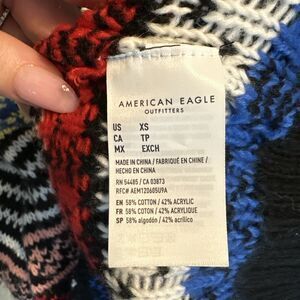 AMERICAN EAGLE
OUTFITTERS
US XS
CA TP
MX EXCH
MADE IN CHINA / FABRIQUÉ EN CHINE /
HECHO EN CHINA
RN 54485 / CA 03873
RFC# AEMT20605U9A
EN 58% COTTON / 42% ACRYLIC
FR 58% COTON / 42% ACRYLIQUE
SP 58% algodón / 42% acrílico